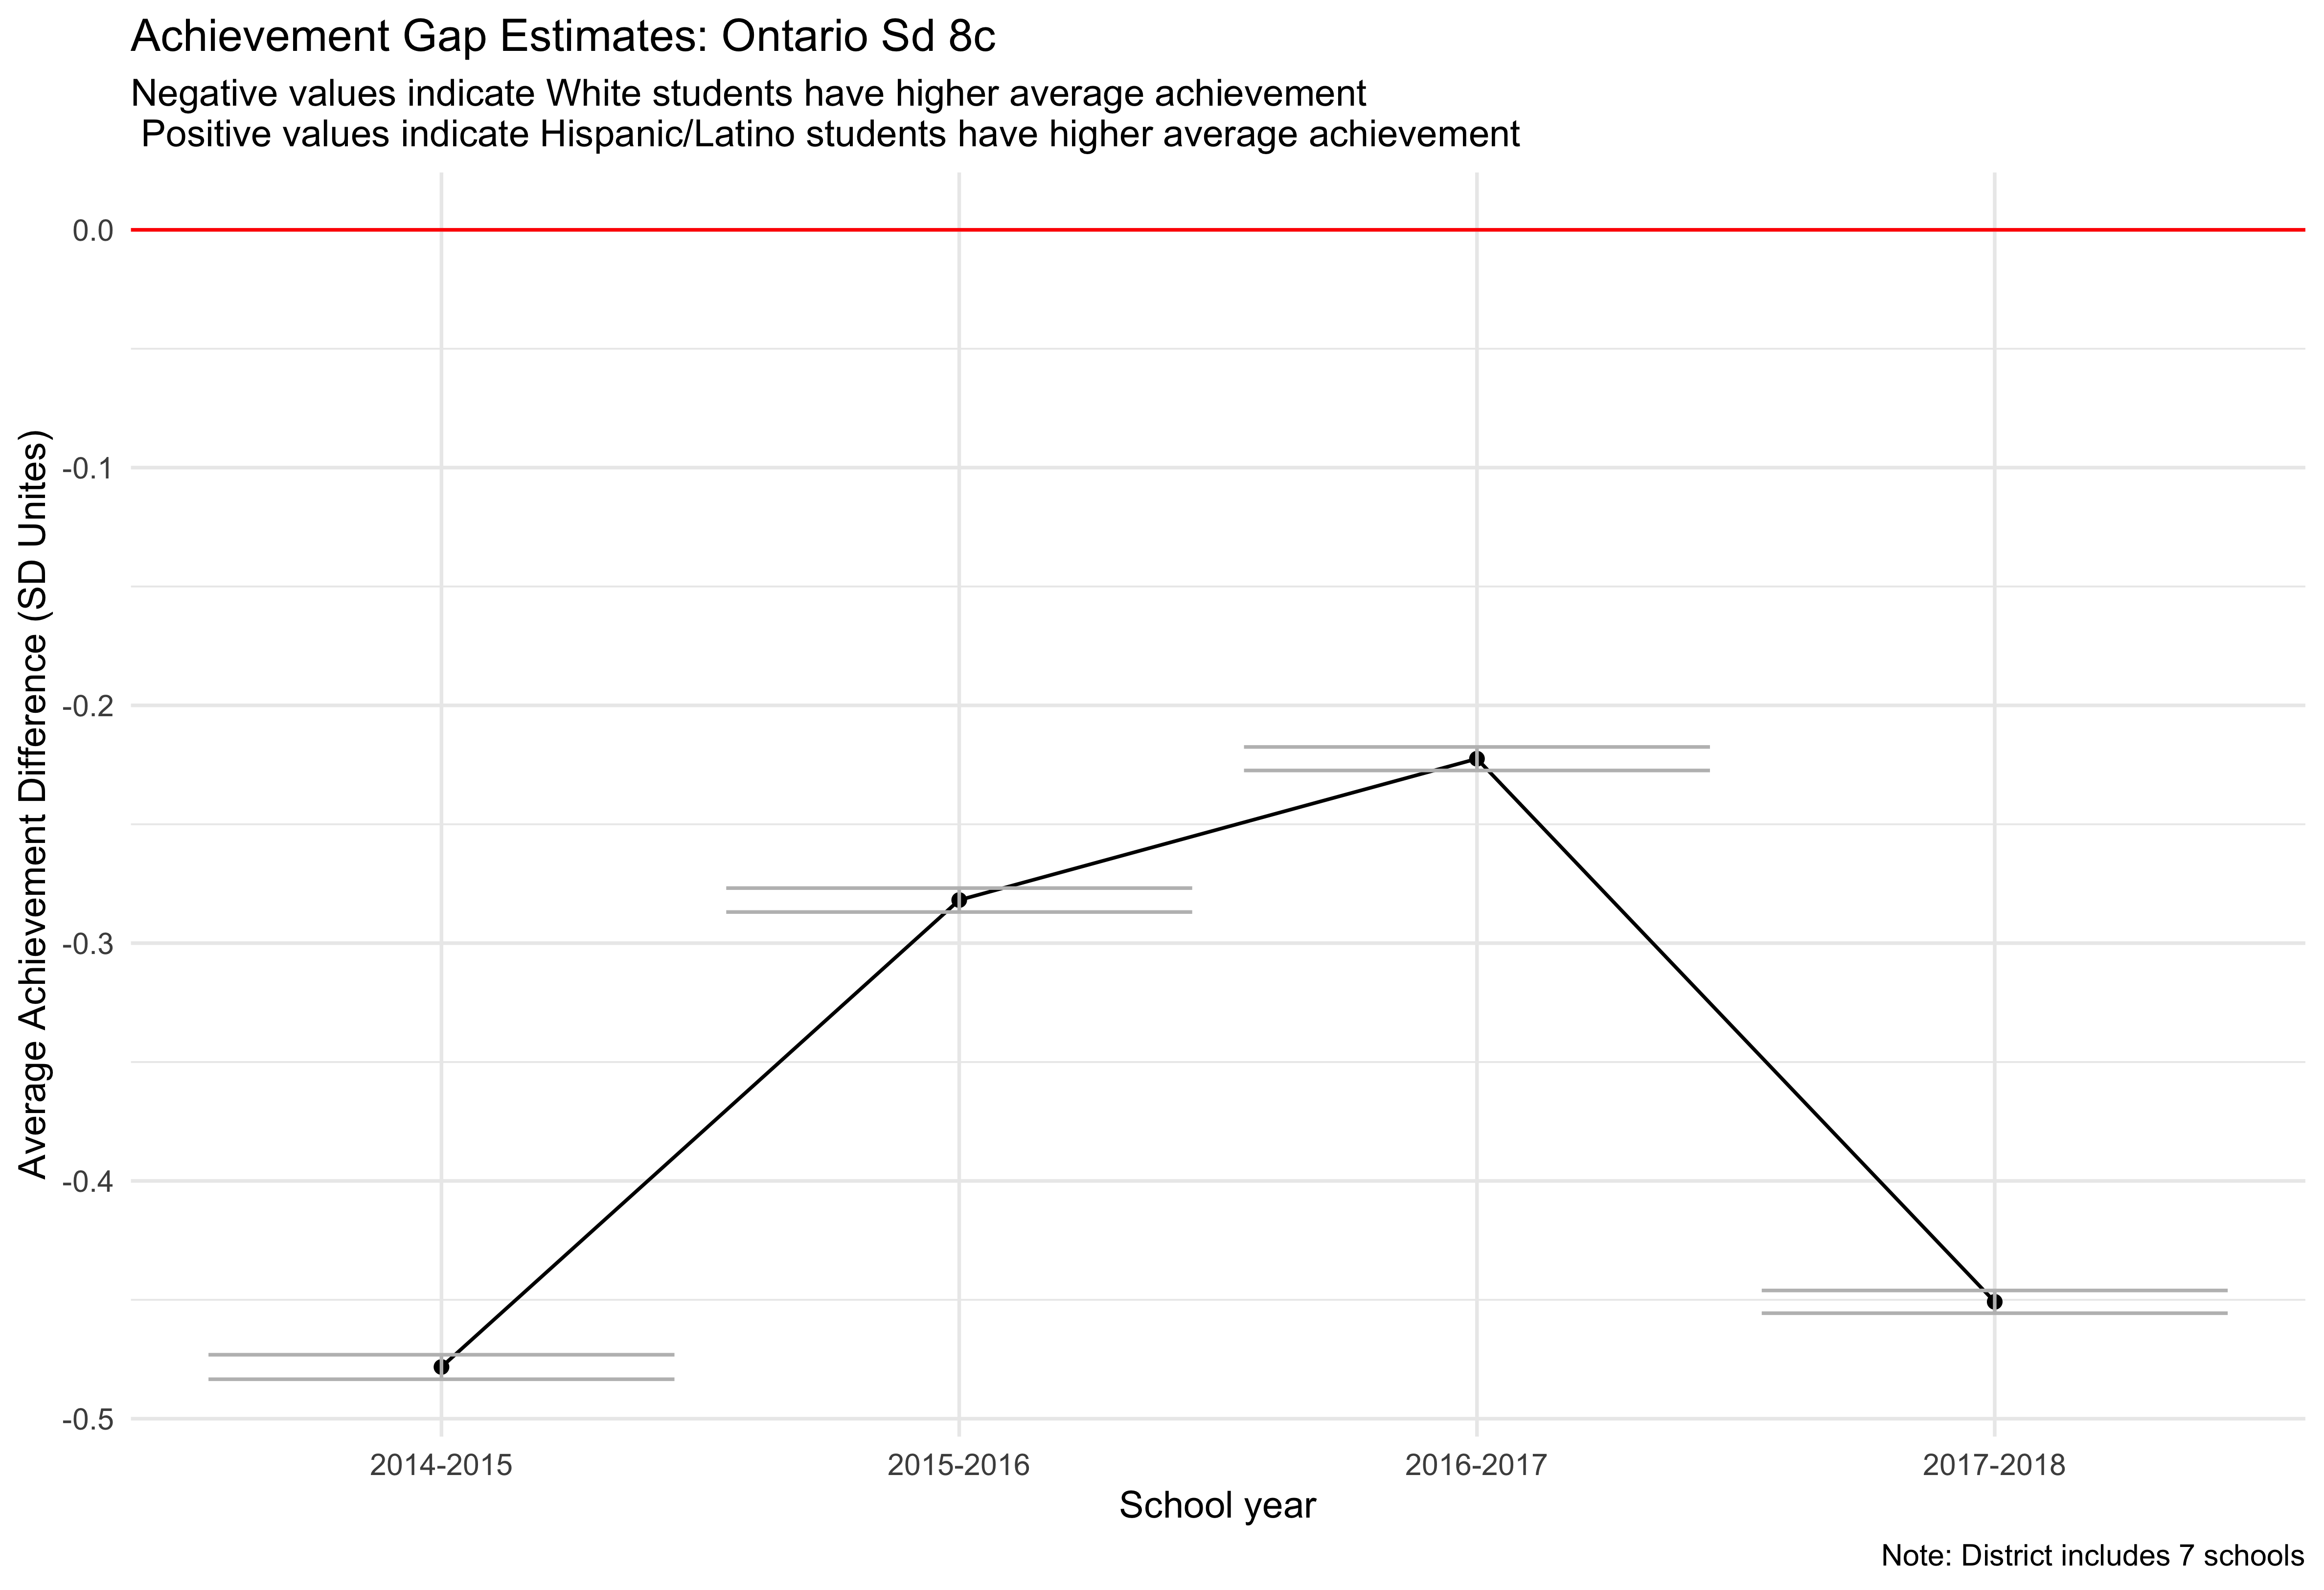 Achievement Gap Estimates: Ontario Sd 8c
Negative values indicate White students have higher average achievement
Positive values indicate Hispanic/Latino students have higher average achievement
Average Achievement Difference (SD Unites)
0.0
-0.1
-0.2
-0.3
-0.4
-0.5
2014-2015
2015-2016
2016-2017
2017-2018
School year
Note: District includes 7 schools